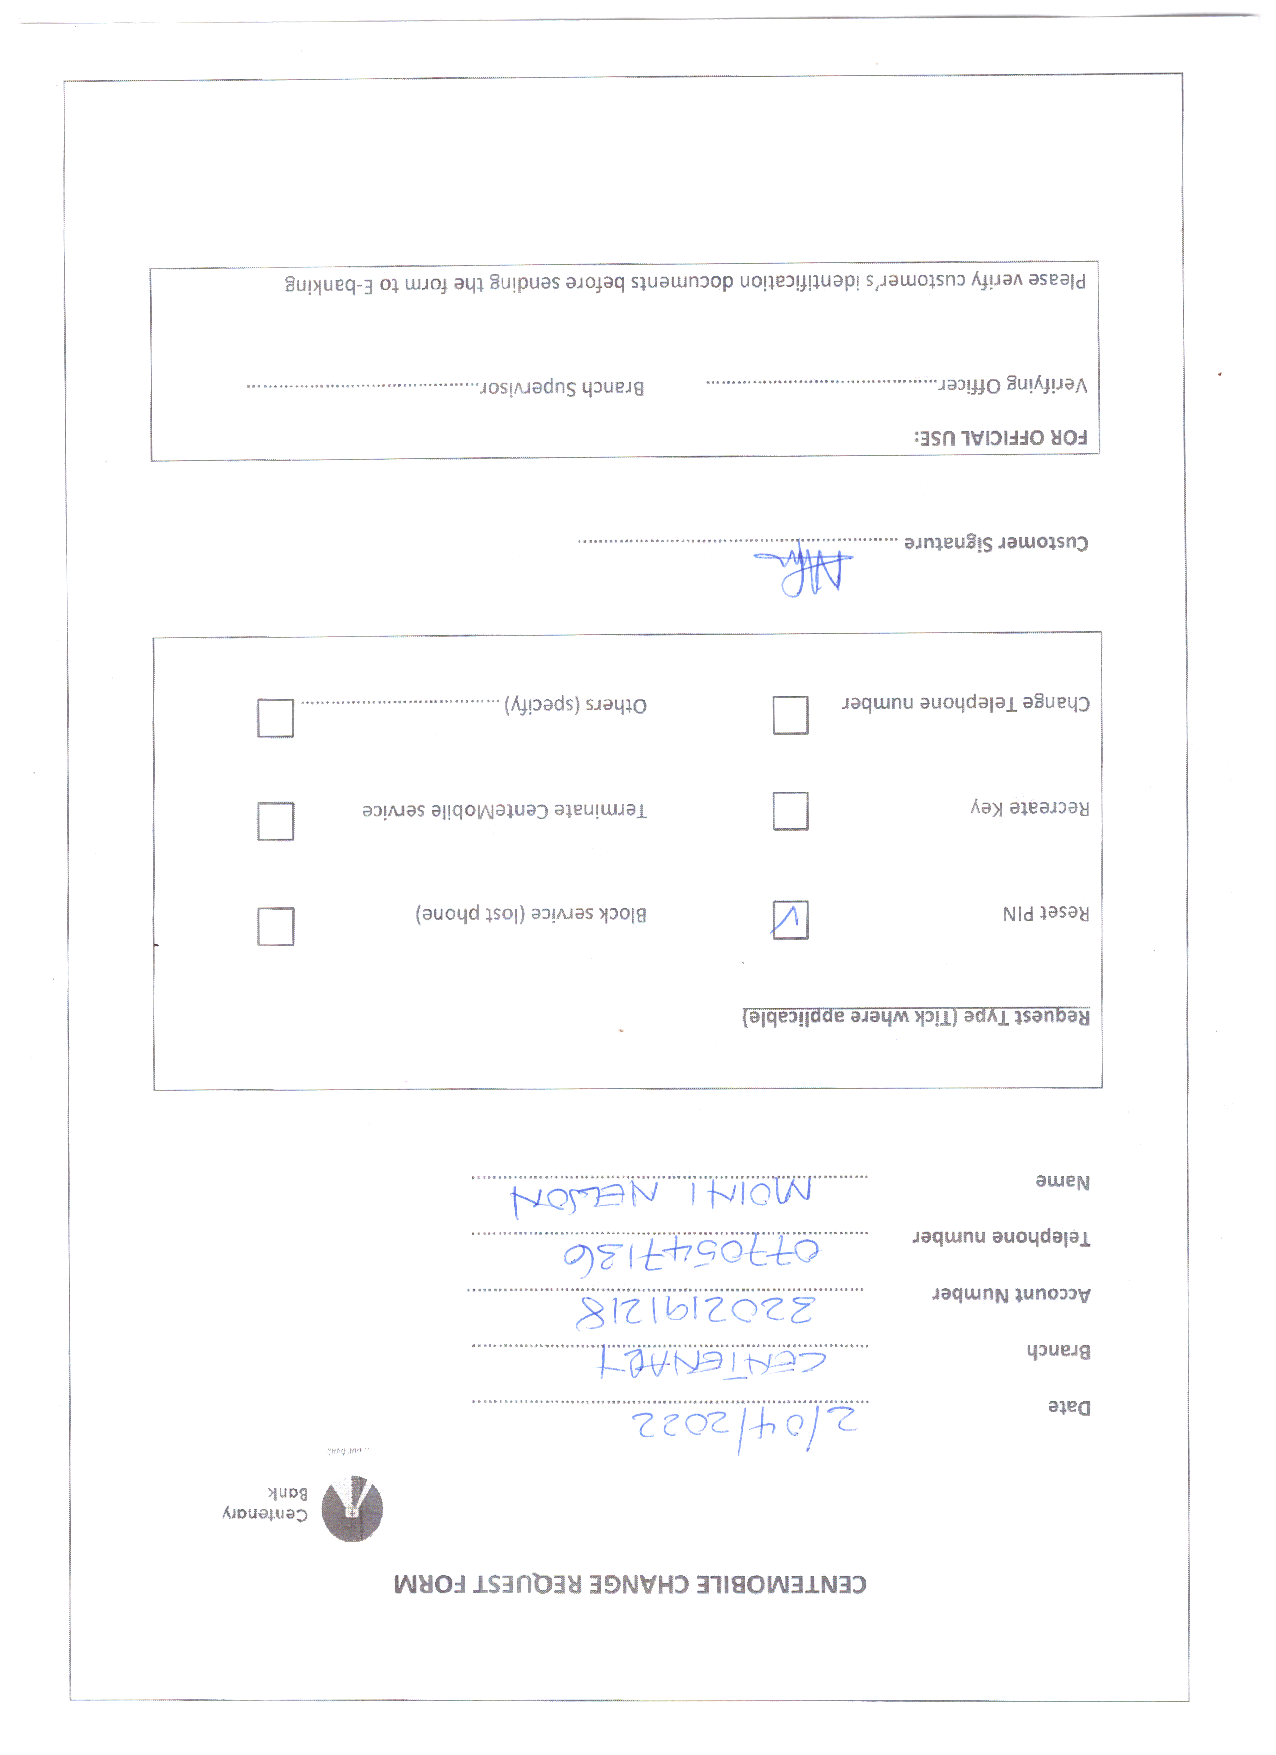 CENTEMOBILE CHANGE REQUEST FORM
Centenary
Bank
Date 2/04/2022
Branch CENTENARY
Account Number 3202191218
Telephone number 0770547136
Name MOINI NELSON
Request Type (Tick where applicable)
Reset PIN Block service (lost phone)
Recreate Key Terminate CenteMobile service
Change Telephone number Others (specify) ..................................
Customer Signature ........................................................
FOR OFFICIAL USE:
Verifying Officer.......................................... Branch Supervisor..........................................
Please verify customer's identification documents before sending the form to E-banking